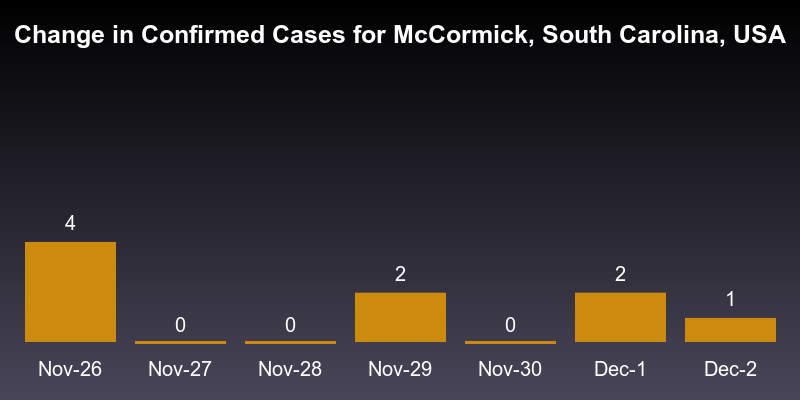 Change in Confirmed Cases for McCormick, South Carolina, USA
4
0
0
2
0
2
1
Nov-26
Nov-27
Nov-28
Nov-29
Nov-30
Dec-1
Dec-2